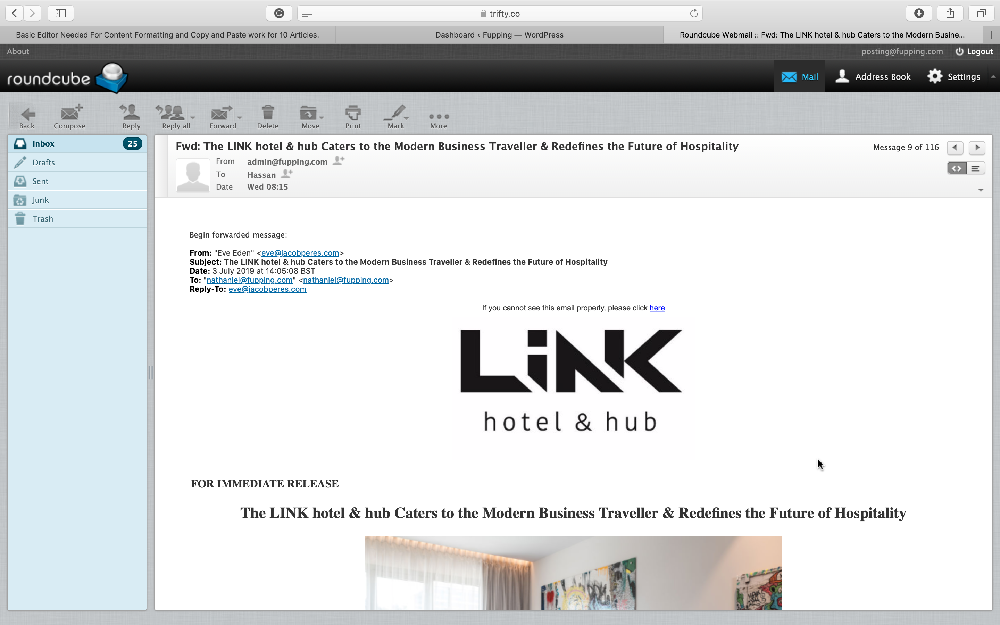 trifty.co
Basic Editor Needed For Content Formatting and Copy and Paste work for 10 Articles.
Dashboard ‹ Fupping — WordPress
Roundcube Webmail :: Fwd: The LINK hotel & hub Caters to the Modern Busine...
About
posting@fupping.com
Logout
roundcube
Mail
Address Book
Settings
Back
Compose
Reply
Reply all
Forward
Delete
Move
Print
Mark
More
Inbox
25
Drafts
Sent
Junk
Trash
Fwd: The LINK hotel & hub Caters to the Modern Business Traveller & Redefines the Future of Hospitality
Message 9 of 116
From admin@fupping.com
To Hassan
Date Wed 08:15
Begin forwarded message:
From: "Eve Eden" <eve@jacobperes.com>
Subject: The LINK hotel & hub Caters to the Modern Business Traveller & Redefines the Future of Hospitality
Date: 3 July 2019 at 14:05:08 BST
To: "nathaniel@fupping.com" <nathaniel@fupping.com>
Reply-To: eve@jacobperes.com
If you cannot see this email properly, please click here
LiNK
hotel & hub
FOR IMMEDIATE RELEASE
The LINK hotel & hub Caters to the Modern Business Traveller & Redefines the Future of Hospitality